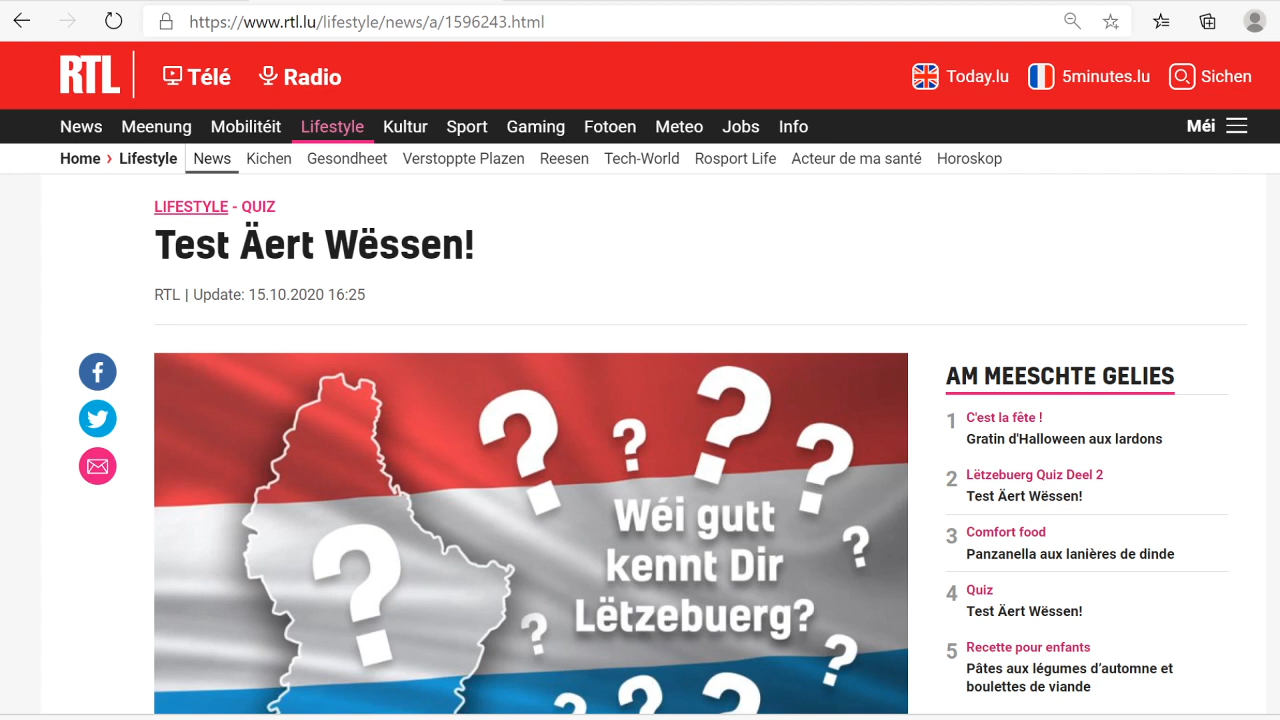 https://www.rtl.lu/lifestyle/news/a/1596243.html
RTL Télé Radio Today.lu 5minutes.lu Sichen
News Meenung Mobilitéit Lifestyle Kultur Sport Gaming Fotoen Meteo Jobs Info Méi
Home › Lifestyle News Kichen Gesondheet Verstoppte Plazen Reesen Tech-World Rosport Life Acteur de ma santé Horoskop
LIFESTYLE - QUIZ
Test Äert Wëssen!
RTL | Update: 15.10.2020 16:25
? ? ? ? ? ? ? ? ? ? ?
Wéi gutt
kennt Dir
Lëtzebuerg?
AM MEESCHTE GELIES
1 C'est la fête !
Gratin d'Halloween aux lardons
2 Lëtzebuerg Quiz Deel 2
Test Äert Wëssen!
3 Comfort food
Panzanella aux lanières de dinde
4 Quiz
Test Äert Wëssen!
5 Recette pour enfants
Pâtes aux légumes d’automne et
boulettes de viande